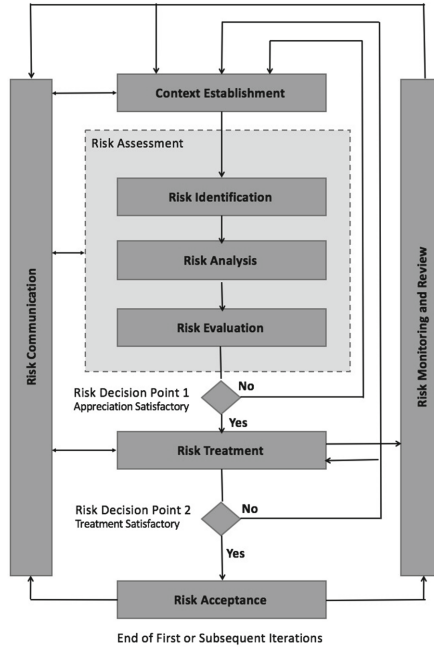 Context Establishment
Risk Assessment
Risk Identification
Risk Analysis
Risk Evaluation
Risk Communication
Risk Monitoring and Review
Risk Decision Point 1
Appreciation Satisfactory
No
Yes
Risk Treatment
Risk Decision Point 2
Treatment Satisfactory
No
Yes
Risk Acceptance
End of First or Subsequent Iterations